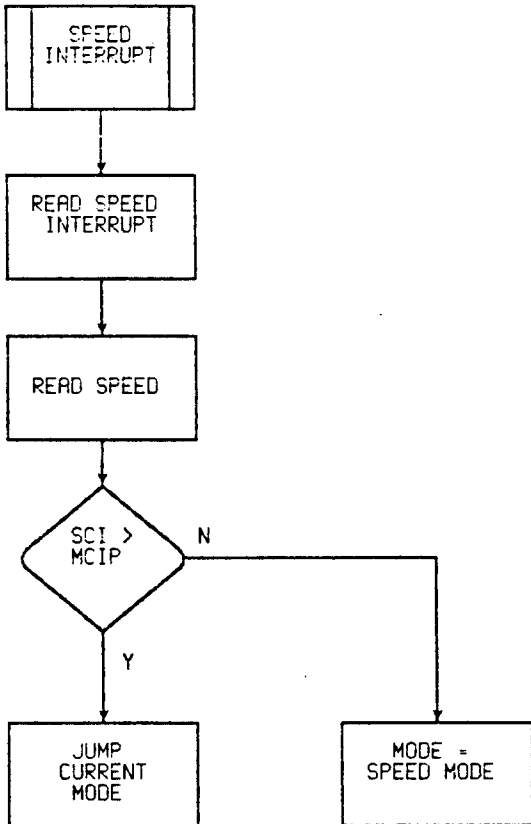 SPEED
INTERRUPT
READ SPEED
INTERRUPT
READ SPEED
SCI >
MCIP
N
Y
JUMP
CURRENT
MODE
MODE =
SPEED MODE